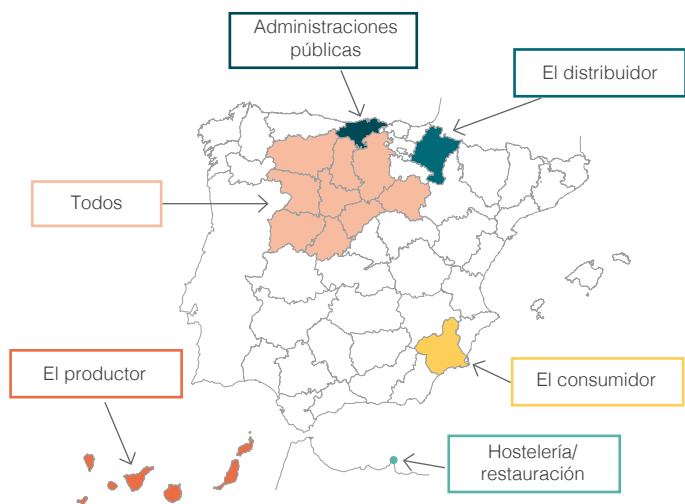 Administraciones
públicas
El distribuidor
Todos
El productor
El consumidor
Hostelería/
restauración